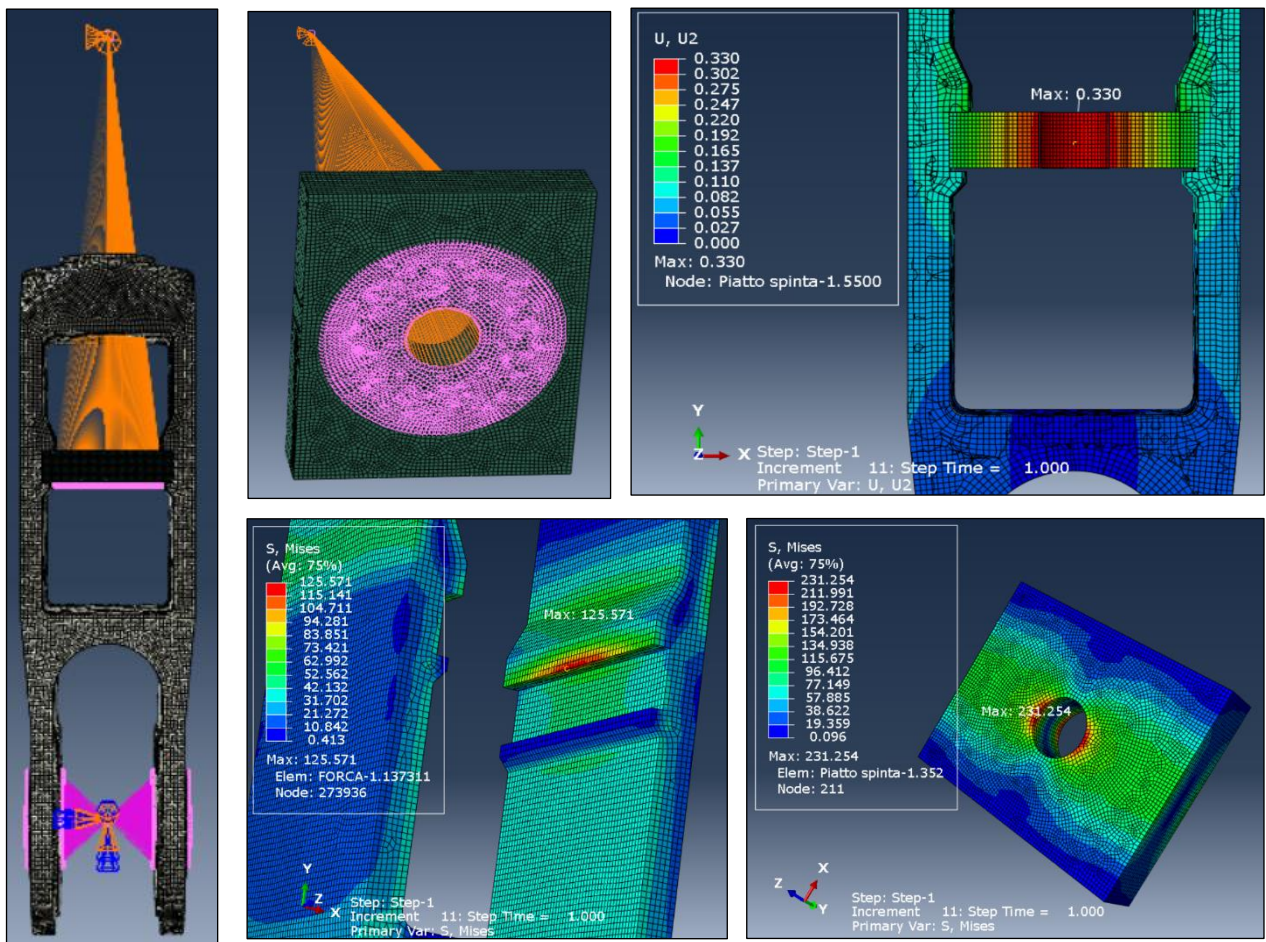 U, U2
0.330
0.302
0.275
0.247
0.220
0.192
0.165
0.137
0.110
0.082
0.055
0.027
0.000
Max: 0.330
Node: Piatto spinta-1.5500
Max: 0.330
Y
Z X
Step: Step-1
Increment 11: Step Time = 1.000
Primary Var: U, U2
S, Mises
(Avg: 75%)
125.571
115.141
104.711
94.281
83.851
73.421
62.992
52.562
42.132
31.702
21.272
10.842
0.413
Max: 125.571
Elem: FORCA-1.137311
Node: 273936
Max: 125.571
Y
Z
X
Step: Step-1
Increment 11: Step Time = 1.000
Primary Var: S, Mises
S, Mises
(Avg: 75%)
231.254
211.991
192.728
173.464
154.201
134.938
115.675
96.412
77.149
57.885
38.622
19.359
0.096
Max: 231.254
Elem: Piatto spinta-1.352
Node: 211
Max: 231.254
X
Z
Y
Step: Step-1
Increment 11: Step Time = 1.000
Primary Var: S, Mises